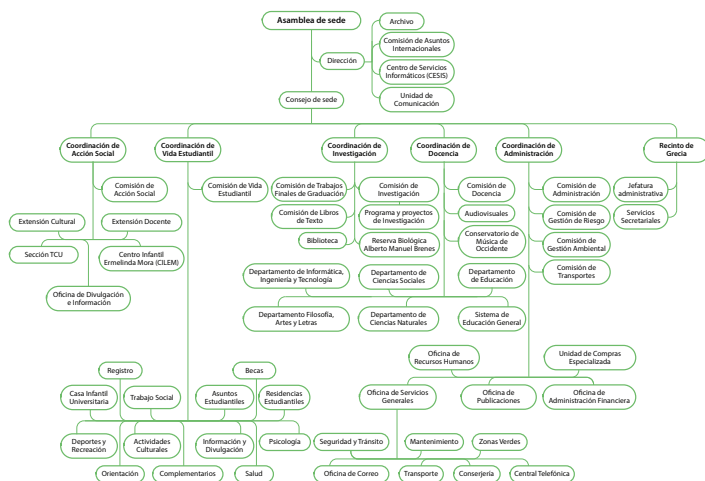 Asamblea de sede
Archivo
Comisión de Asuntos
Internacionales
Dirección
Centro de Servicios
Informáticos (CESIS)
Unidad de
Comunicación
Consejo de sede
Coordinación de
Acción Social
Coordinación de
Vida Estudiantil
Coordinación de
Investigación
Coordinación de
Docencia
Coordinación de
Administración
Recinto de
Grecia
Comisión de
Acción Social
Comisión de Vida
Estudiantil
Comisión de Trabajos
Finales de Graduación
Comisión de
Investigación
Comisión de
Docencia
Comisión de
Administración
Jefatura
administrativa
Extensión Cultural
Extensión Docente
Comisión de Libros
de Texto
Programa y proyectos
de Investigación
Audiovisuales
Comisión de
Gestión de Riesgo
Servicios
Secretariales
Sección TCU
Centro Infantil
Ermelinda Mora (CILEM)
Biblioteca
Reserva Biológica
Alberto Manuel Brenes
Conservatorio de
Música de
Occidente
Comisión de
Gestión Ambiental
Oficina de Divulgación
e Información
Departamento de Informática,
Ingeniería y Tecnología
Departamento de
Ciencias Sociales
Departamento
de Educación
Comisión de
Transportes
Departamento Filosofía,
Artes y Letras
Departamento de
Ciencias Naturales
Sistema de
Educación General
Oficina de
Recursos Humanos
Unidad de Compras
Especializada
Registro
Becas
Casa Infantil
Universitaria
Trabajo Social
Asuntos
Estudiantiles
Residencias
Estudiantiles
Oficina de Servicios
Generales
Oficina de
Publicaciones
Oficina de
Administración Financiera
Deportes y
Recreación
Actividades
Culturales
Información y
Divulgación
Psicología
Seguridad y Tránsito
Mantenimiento
Zonas Verdes
Orientación
Complementarios
Salud
Oficina de Correo
Transporte
Conserjería
Central Telefónica